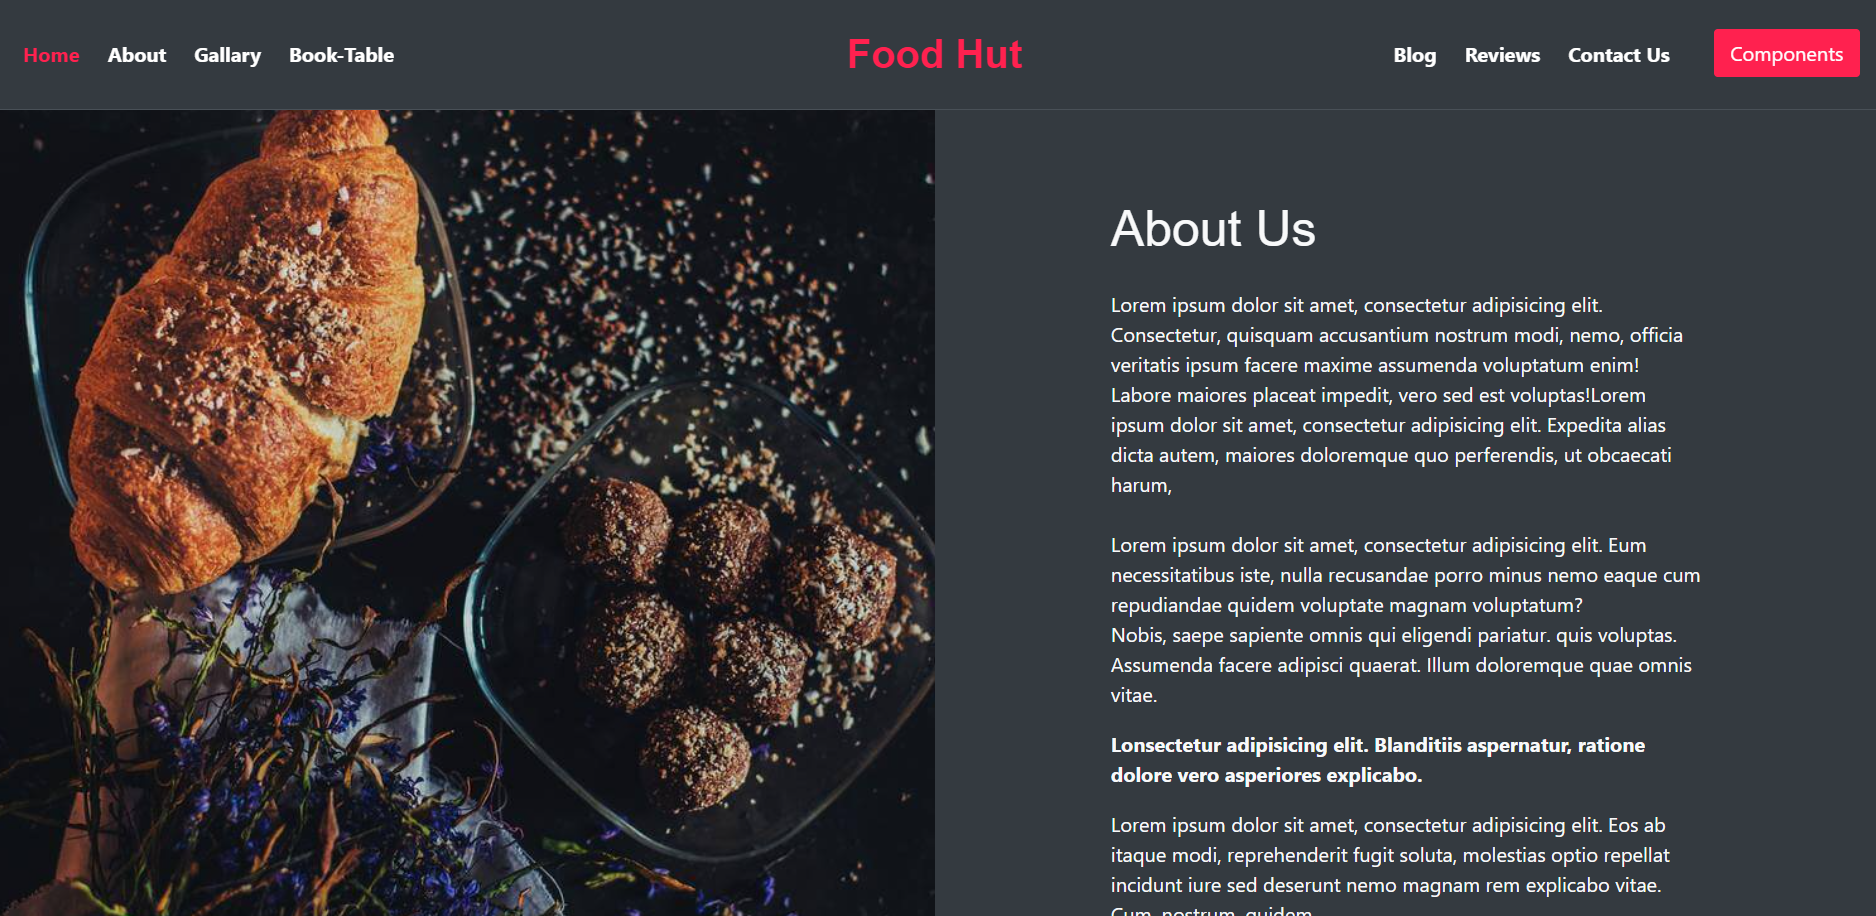 Home About Gallary Book-Table Food Hut Blog Reviews Contact Us Components
About Us
Lorem ipsum dolor sit amet, consectetur adipisicing elit.
Consectetur, quisquam accusantium nostrum modi, nemo, officia
veritatis ipsum facere maxime assumenda voluptatum enim!
Labore maiores placeat impedit, vero sed est voluptas!Lorem
ipsum dolor sit amet, consectetur adipisicing elit. Expedita alias
dicta autem, maiores doloremque quo perferendis, ut obcaecati
harum,
Lorem ipsum dolor sit amet, consectetur adipisicing elit. Eum
necessitatibus iste, nulla recusandae porro minus nemo eaque cum
repudiandae quidem voluptate magnam voluptatum?
Nobis, saepe sapiente omnis qui eligendi pariatur. quis voluptas.
Assumenda facere adipisci quaerat. Illum doloremque quae omnis
vitae.
Lonsectetur adipisicing elit. Blanditiis aspernatur, ratione
dolore vero asperiores explicabo.
Lorem ipsum dolor sit amet, consectetur adipisicing elit. Eos ab
itaque modi, reprehenderit fugit soluta, molestias optio repellat
incidunt iure sed deserunt nemo magnam rem explicabo vitae.
Cum, nostrum, quidem